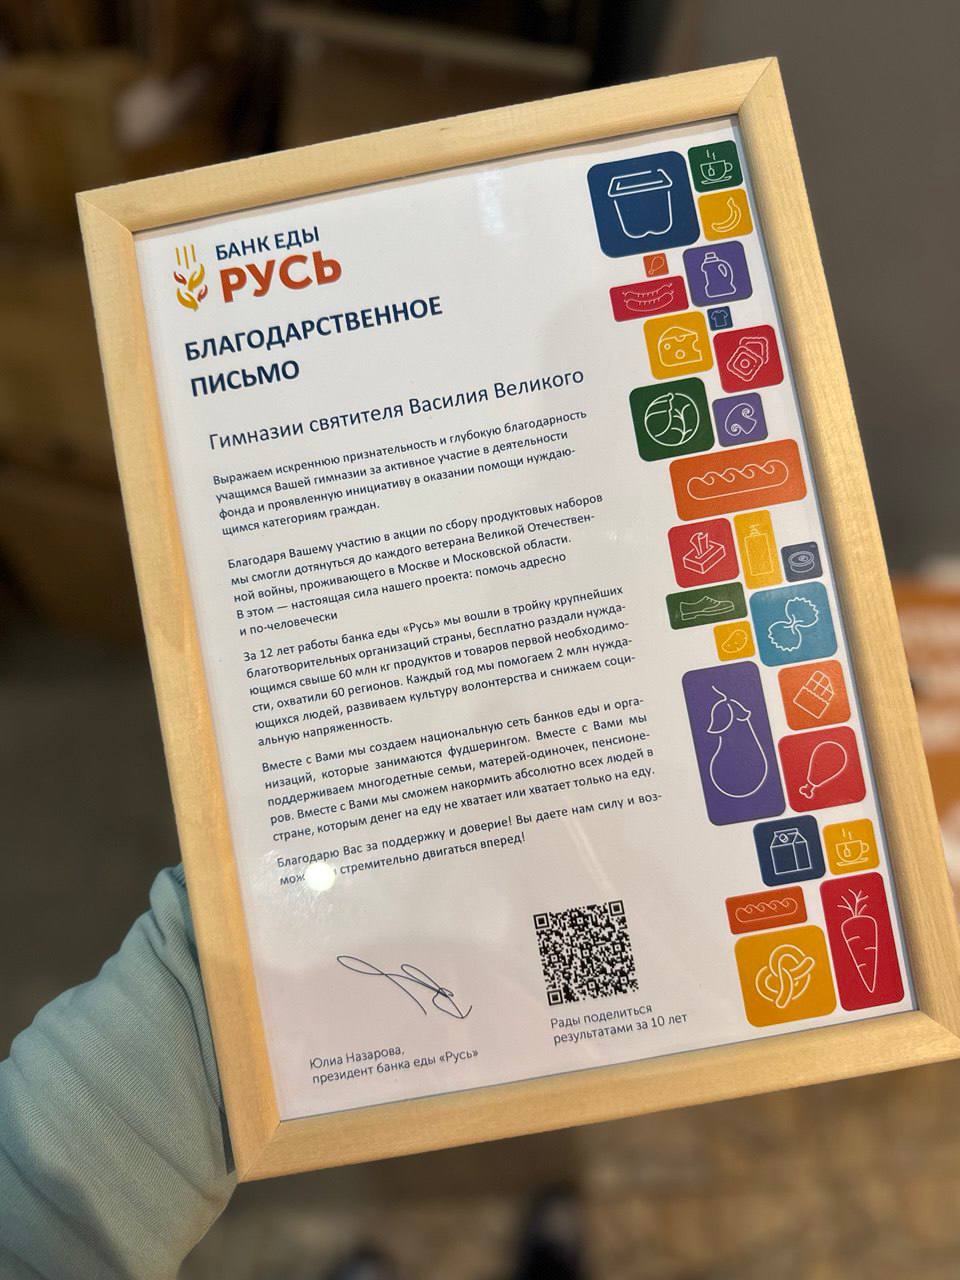 БАНК ЕДЫ
РУСЬ
БЛАГОДАРСТВЕННОЕ
ПИСЬМО
Гимназии святителя Василия Великого
Выражаем искреннюю признательность и глубокую благодарность
учащимся Вашей гимназии за активное участие в деятельности
фонда и проявленную инициативу в оказании помощи нуждаю-
щимся категориям граждан.
Благодаря Вашему участию в акции по сбору продуктовых наборов
мы смогли дотянуться до каждого ветерана Великой Отечествен-
ной войны, проживающего в Москве и Московской области.
В этом — настоящая сила нашего проекта: помочь адресно
и по-человечески
За 12 лет работы банка еды «Русь» мы вошли в тройку крупнейших
благотворительных организаций страны, бесплатно раздали нужда-
ющимся свыше 60 млн кг продуктов и товаров первой необходимо-
сти, охватили 60 регионов. Каждый год мы помогаем 2 млн нужда-
ющихся людей, развиваем культуру волонтерства и снижаем соци-
альную напряженность.
Вместе с Вами мы создаем национальную сеть банков еды и орга-
низаций, которые занимаются фудшерингом. Вместе с Вами мы
поддерживаем многодетные семьи, матерей-одиночек, пенсионе-
ров. Вместе с Вами мы сможем накормить абсолютно всех людей в
стране, которым денег на еду не хватает или хватает только на еду.
Благодарю Вас за поддержку и доверие! Вы даете нам силу и воз-
стремительно двигаться вперед!
Юлиа Назарова,
президент банка еды «Русь»
Рады поделиться
результатами за 10 лет